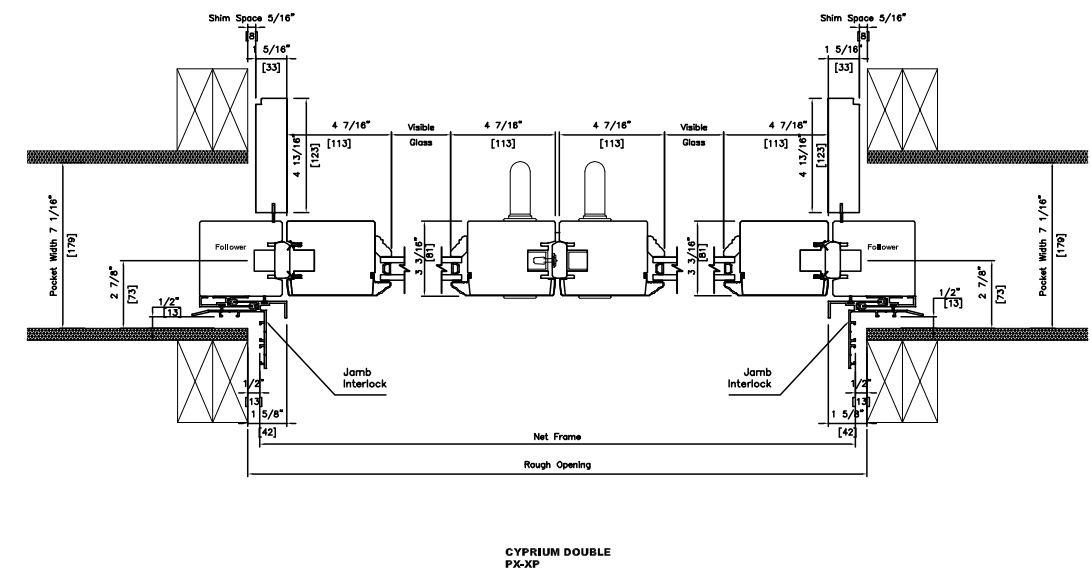 Shim Space 5/16"
[8]
1 5/16"
[33]
Shim Space 5/16"
[8]
1 5/16"
[33]
4 7/16"
[113]
Visible
Glass
4 7/16"
[113]
4 7/16"
[113]
Visible
Glass
4 7/16"
[113]
4 13/16"
[123]
4 13/16"
[123]
Pocket Width 7 1/16"
[179]
Follower
3 3/16"
[81]
3 3/16"
[81]
Follower
Pocket Width 7 1/16"
[179]
2 7/8"
[73]
1/2"
[13]
1/2"
[13]
2 7/8"
[73]
Jamb
Interlock
Jamb
Interlock
1/2"
[13]
1 5/8"
[42]
1/2"
[13]
1 5/8"
[42]
Net Frame
Rough Opening
CYPRIUM DOUBLE
PX-XP